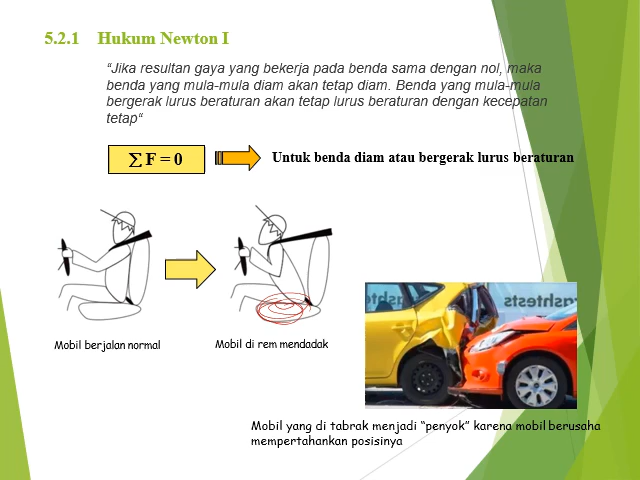 5.2.1 Hukum Newton I
“Jika resultan gaya yang bekerja pada benda sama dengan nol, maka
benda yang mula-mula diam akan tetap diam. Benda yang mula-mula
bergerak lurus beraturan akan tetap lurus beraturan dengan kecepatan
tetap“
∑ F = 0
Untuk benda diam atau bergerak lurus beraturan
Mobil berjalan normal
Mobil di rem mendadak
crashtests
Mobil yang di tabrak menjadi “penyok” karena mobil berusaha
mempertahankan posisinya